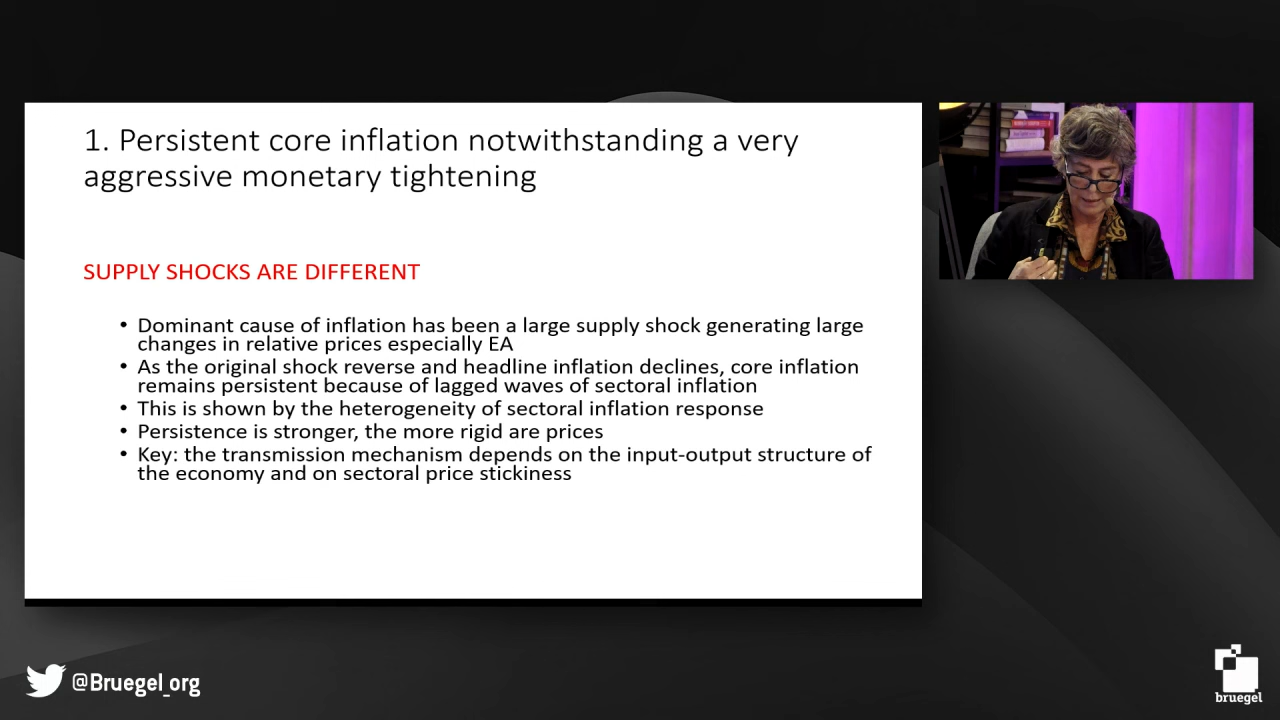 1. Persistent core inflation notwithstanding a very
aggressive monetary tightening
SUPPLY SHOCKS ARE DIFFERENT
• Dominant cause of inflation has been a large supply shock generating large
changes in relative prices especially EA
• As the original shock reverse and headline inflation declines, core inflation
remains persistent because of lagged waves of sectoral inflation
• This is shown by the heterogeneity of sectoral inflation response
• Persistence is stronger, the more rigid are prices
• Key: the transmission mechanism depends on the input-output structure of
the economy and on sectoral price stickiness
@Bruegel_org
bruegel